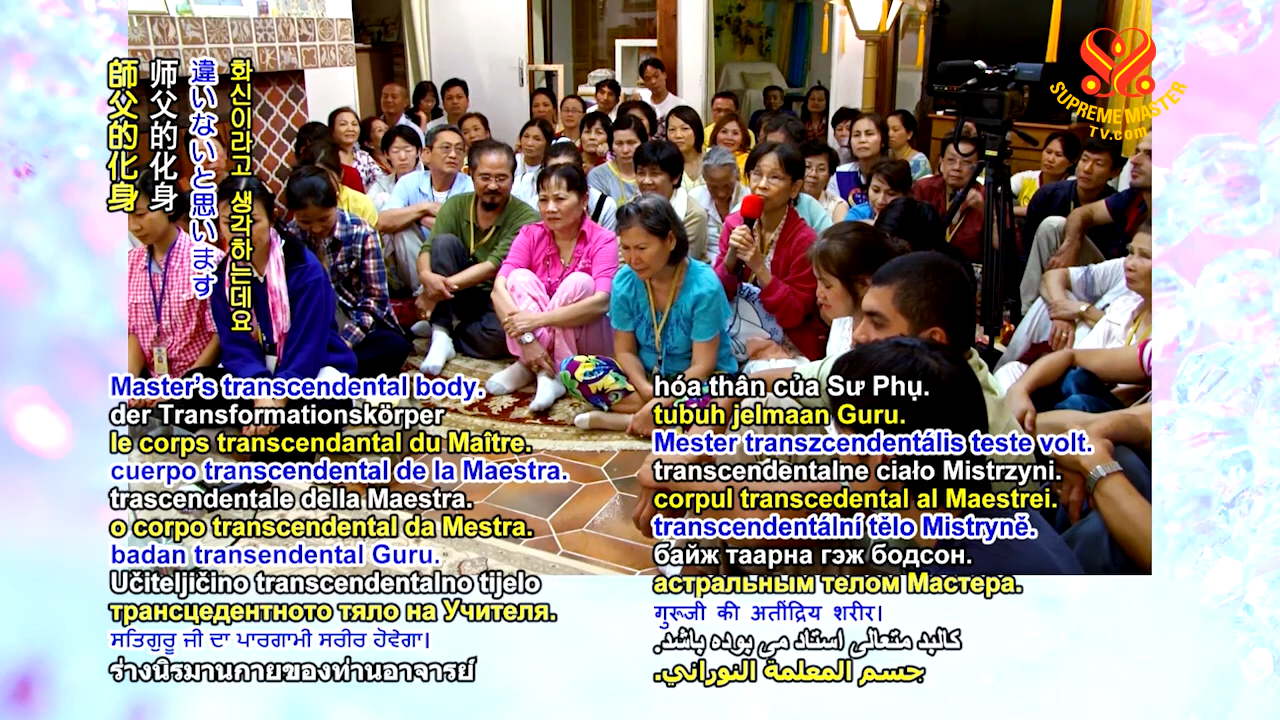 師父的化身
师父的化身
違いないと思います
화신이라고 생각하는데요
SUPREME MASTER
TV.com
Master's transcendental body.
der Transformationskörper
le corps transcendantal du Maître.
cuerpo transcendental de la Maestra.
trascendentale della Maestra.
o corpo transcendental da Mestra.
badan transendental Guru.
Učiteljičino transcendentalno tijelo
трансцедентното тяло на Учителя.
ਸਤਿਗੁਰੂ ਜੀ ਦਾ ਪਾਰਗਾਮੀ ਸਰੀਰ ਹੋਵੇਗਾ।
ร่างนิรมานกายของท่านอาจารย์
hóa thân của Sư Phụ.
tubuh jelmaan Guru.
Mester transzcendentális teste volt.
transcendentalne ciało Mistrzyni.
corpul transcedental al Maestrei.
transcendentální tělo Mistryně.
байж таарна гэж бодсон.
астральным телом Мастера.
गुरूजी की अतींद्रिय शरीर।
کالبد متعالی استاد می بوده باشد.
جسم المعلمة النوراني.